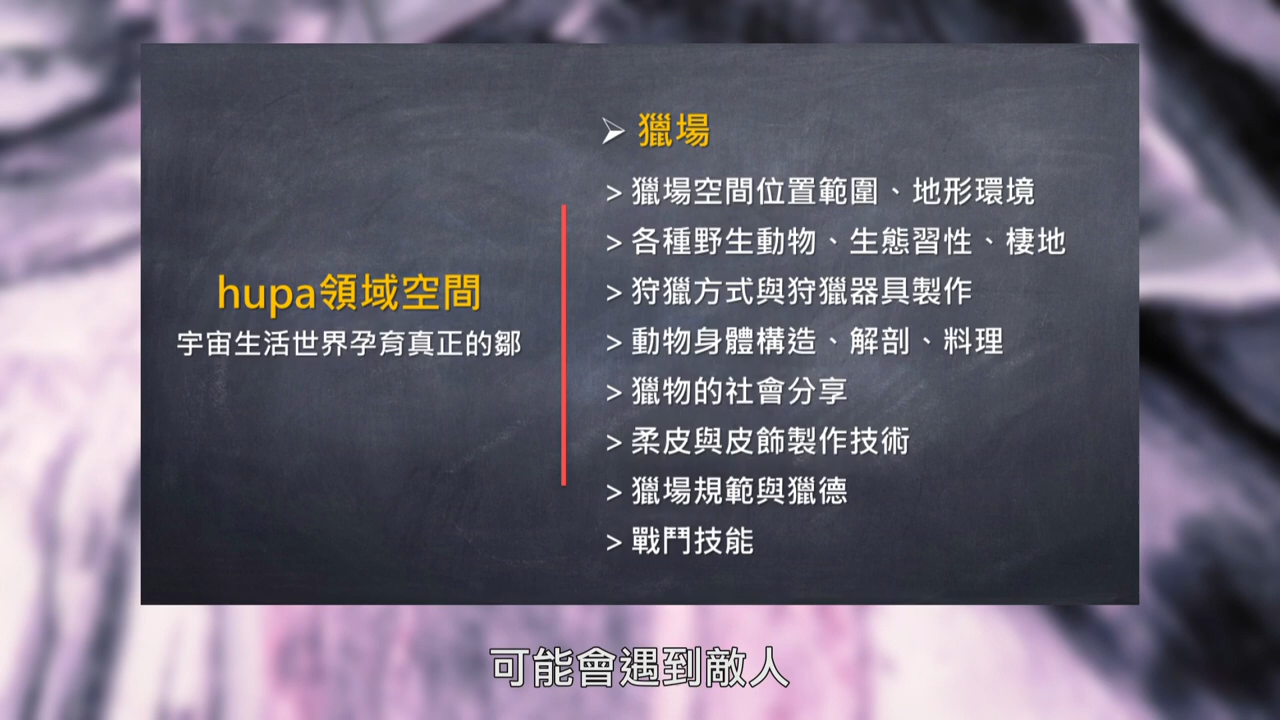 hupa領域空間
宇宙生活世界孕育真正的鄒
➢ 獵場
> 獵場空間位置範圍、地形環境
> 各種野生動物、生態習性、棲地
> 狩獵方式與狩獵器具製作
> 動物身體構造、解剖、料理
> 獵物的社會分享
> 柔皮與皮飾製作技術
> 獵場規範與獵德
> 戰鬥技能
可能會遇到敵人